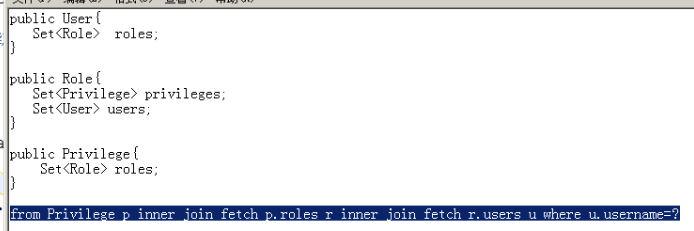 public User{
Set<Role> roles;
}
public Role{
Set<Privilege> privileges;
Set<User> users;
}
public Privilege{
Set<Role> roles;
}
from Privilege p inner join fetch p.roles r inner join fetch r.users u where u.username=?